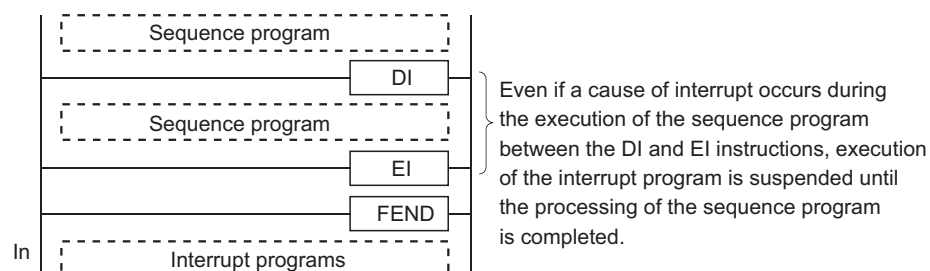 Sequence program
DI
Sequence program
EI
FEND
In
Interrupt programs
Even if a cause of interrupt occurs during
the execution of the sequence program
between the DI and EI instructions, execution
of the interrupt program is suspended until
the processing of the sequence program
is completed.